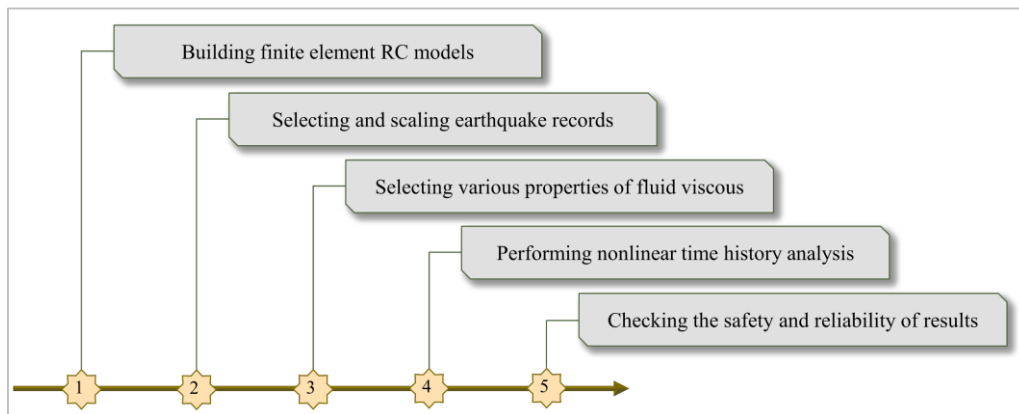 Building finite element RC models
Selecting and scaling earthquake records
Selecting various properties of fluid viscous
Performing nonlinear time history analysis
Checking the safety and reliability of results
1 2 3 4 5